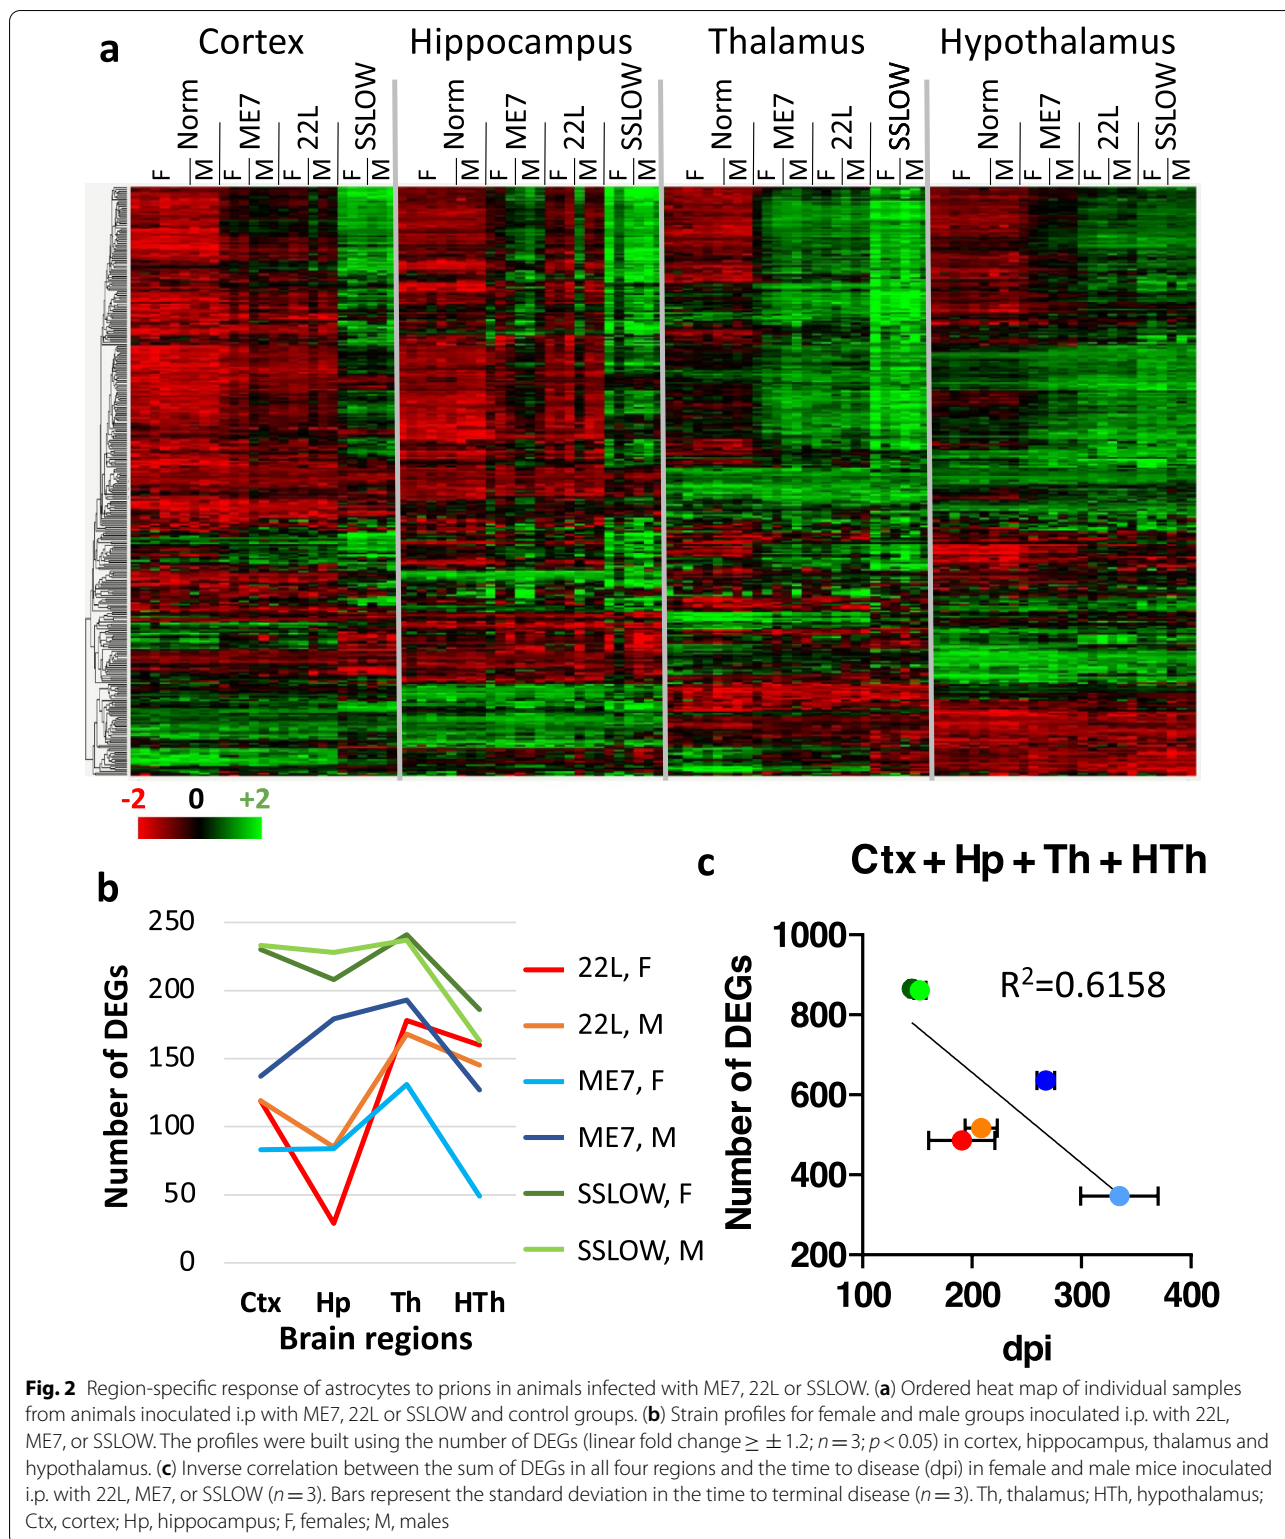 a
Cortex Hippocampus Thalamus Hypothalamus
Norm ME7 22L SSLOW Norm ME7 22L SSLOW Norm ME7 22L SSLOW Norm ME7 22L SSLOW
F M F M F M F M F M F M F M F M F M F M F M F M F M F M F M F M
-2 0 +2
b
Number of DEGs
250
200
150
100
50
0
Ctx Hp Th HTh
Brain regions
22L, F
22L, M
ME7, F
ME7, M
SSLOW, F
SSLOW, M
c
Ctx + Hp + Th + HTh
Number of DEGs
1000
800
600
400
200
R²=0.6158
100 200 300 400
dpi
Fig. 2 Region-specific response of astrocytes to prions in animals infected with ME7, 22L or SSLOW. (a) Ordered heat map of individual samples
from animals inoculated i.p with ME7, 22L or SSLOW and control groups. (b) Strain profiles for female and male groups inoculated i.p. with 22L,
ME7, or SSLOW. The profiles were built using the number of DEGs (linear fold change ≥ ± 1.2; n = 3; p < 0.05) in cortex, hippocampus, thalamus and
hypothalamus. (c) Inverse correlation between the sum of DEGs in all four regions and the time to disease (dpi) in female and male mice inoculated
i.p. with 22L, ME7, or SSLOW (n = 3). Bars represent the standard deviation in the time to terminal disease (n = 3). Th, thalamus; HTh, hypothalamus;
Ctx, cortex; Hp, hippocampus; F, females; M, males